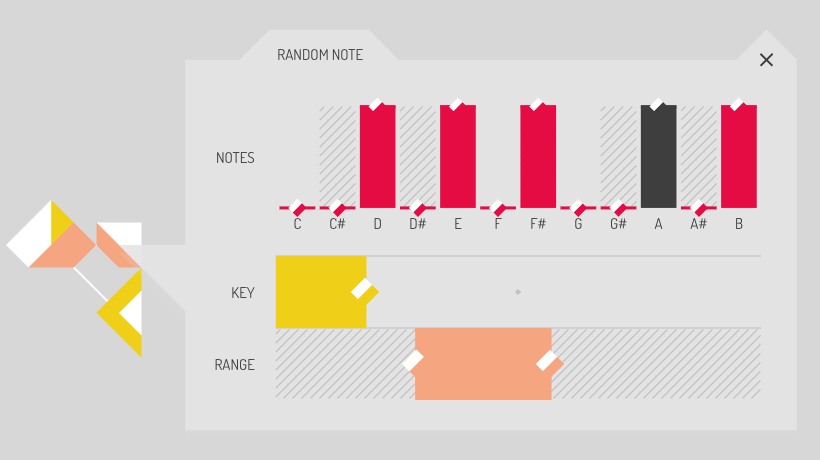 RANDOM NOTE
NOTES
C C# D D# E F F# G G# A A# B
KEY
RANGE